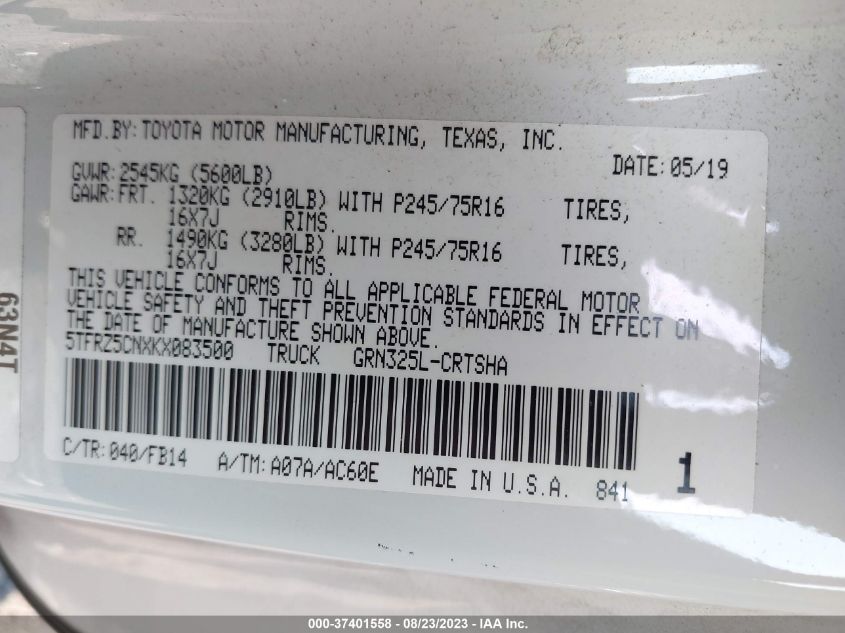 MFD.BY: TOYOTA MOTOR MANUFACTURING, TEXAS, INC.
DATE: 05/19
GVWR: 2545KG (5600LB)
GAWR: FRT. 1320KG (2910LB) WITH P245/75R16 TIRES,
16X7J RIMS.
RR. 1490KG (3280LB) WITH P245/75R16 TIRES,
16X7J RIMS.
THIS VEHICLE CONFORMS TO ALL APPLICABLE FEDERAL MOTOR
VEHICLE SAFETY AND THEFT PREVENTION STANDARDS IN EFFECT ON
THE DATE OF MANUFACTURE SHOWN ABOVE.
5TFRZ5CNXKX083500 TRUCK GRN325L-CRTSHA
C/TR: 040/FB14 A/TM: A07A/AC60E MADE IN U.S.A. 841 1
63N4T
000-37401558 - 08/23/2023 - IAA Inc.